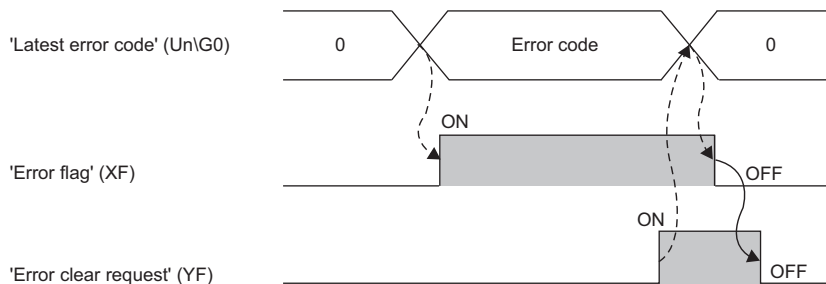 'Latest error code' (Un\G0)
0
Error code
0
ON
'Error flag' (XF)
OFF
ON
'Error clear request' (YF)
OFF